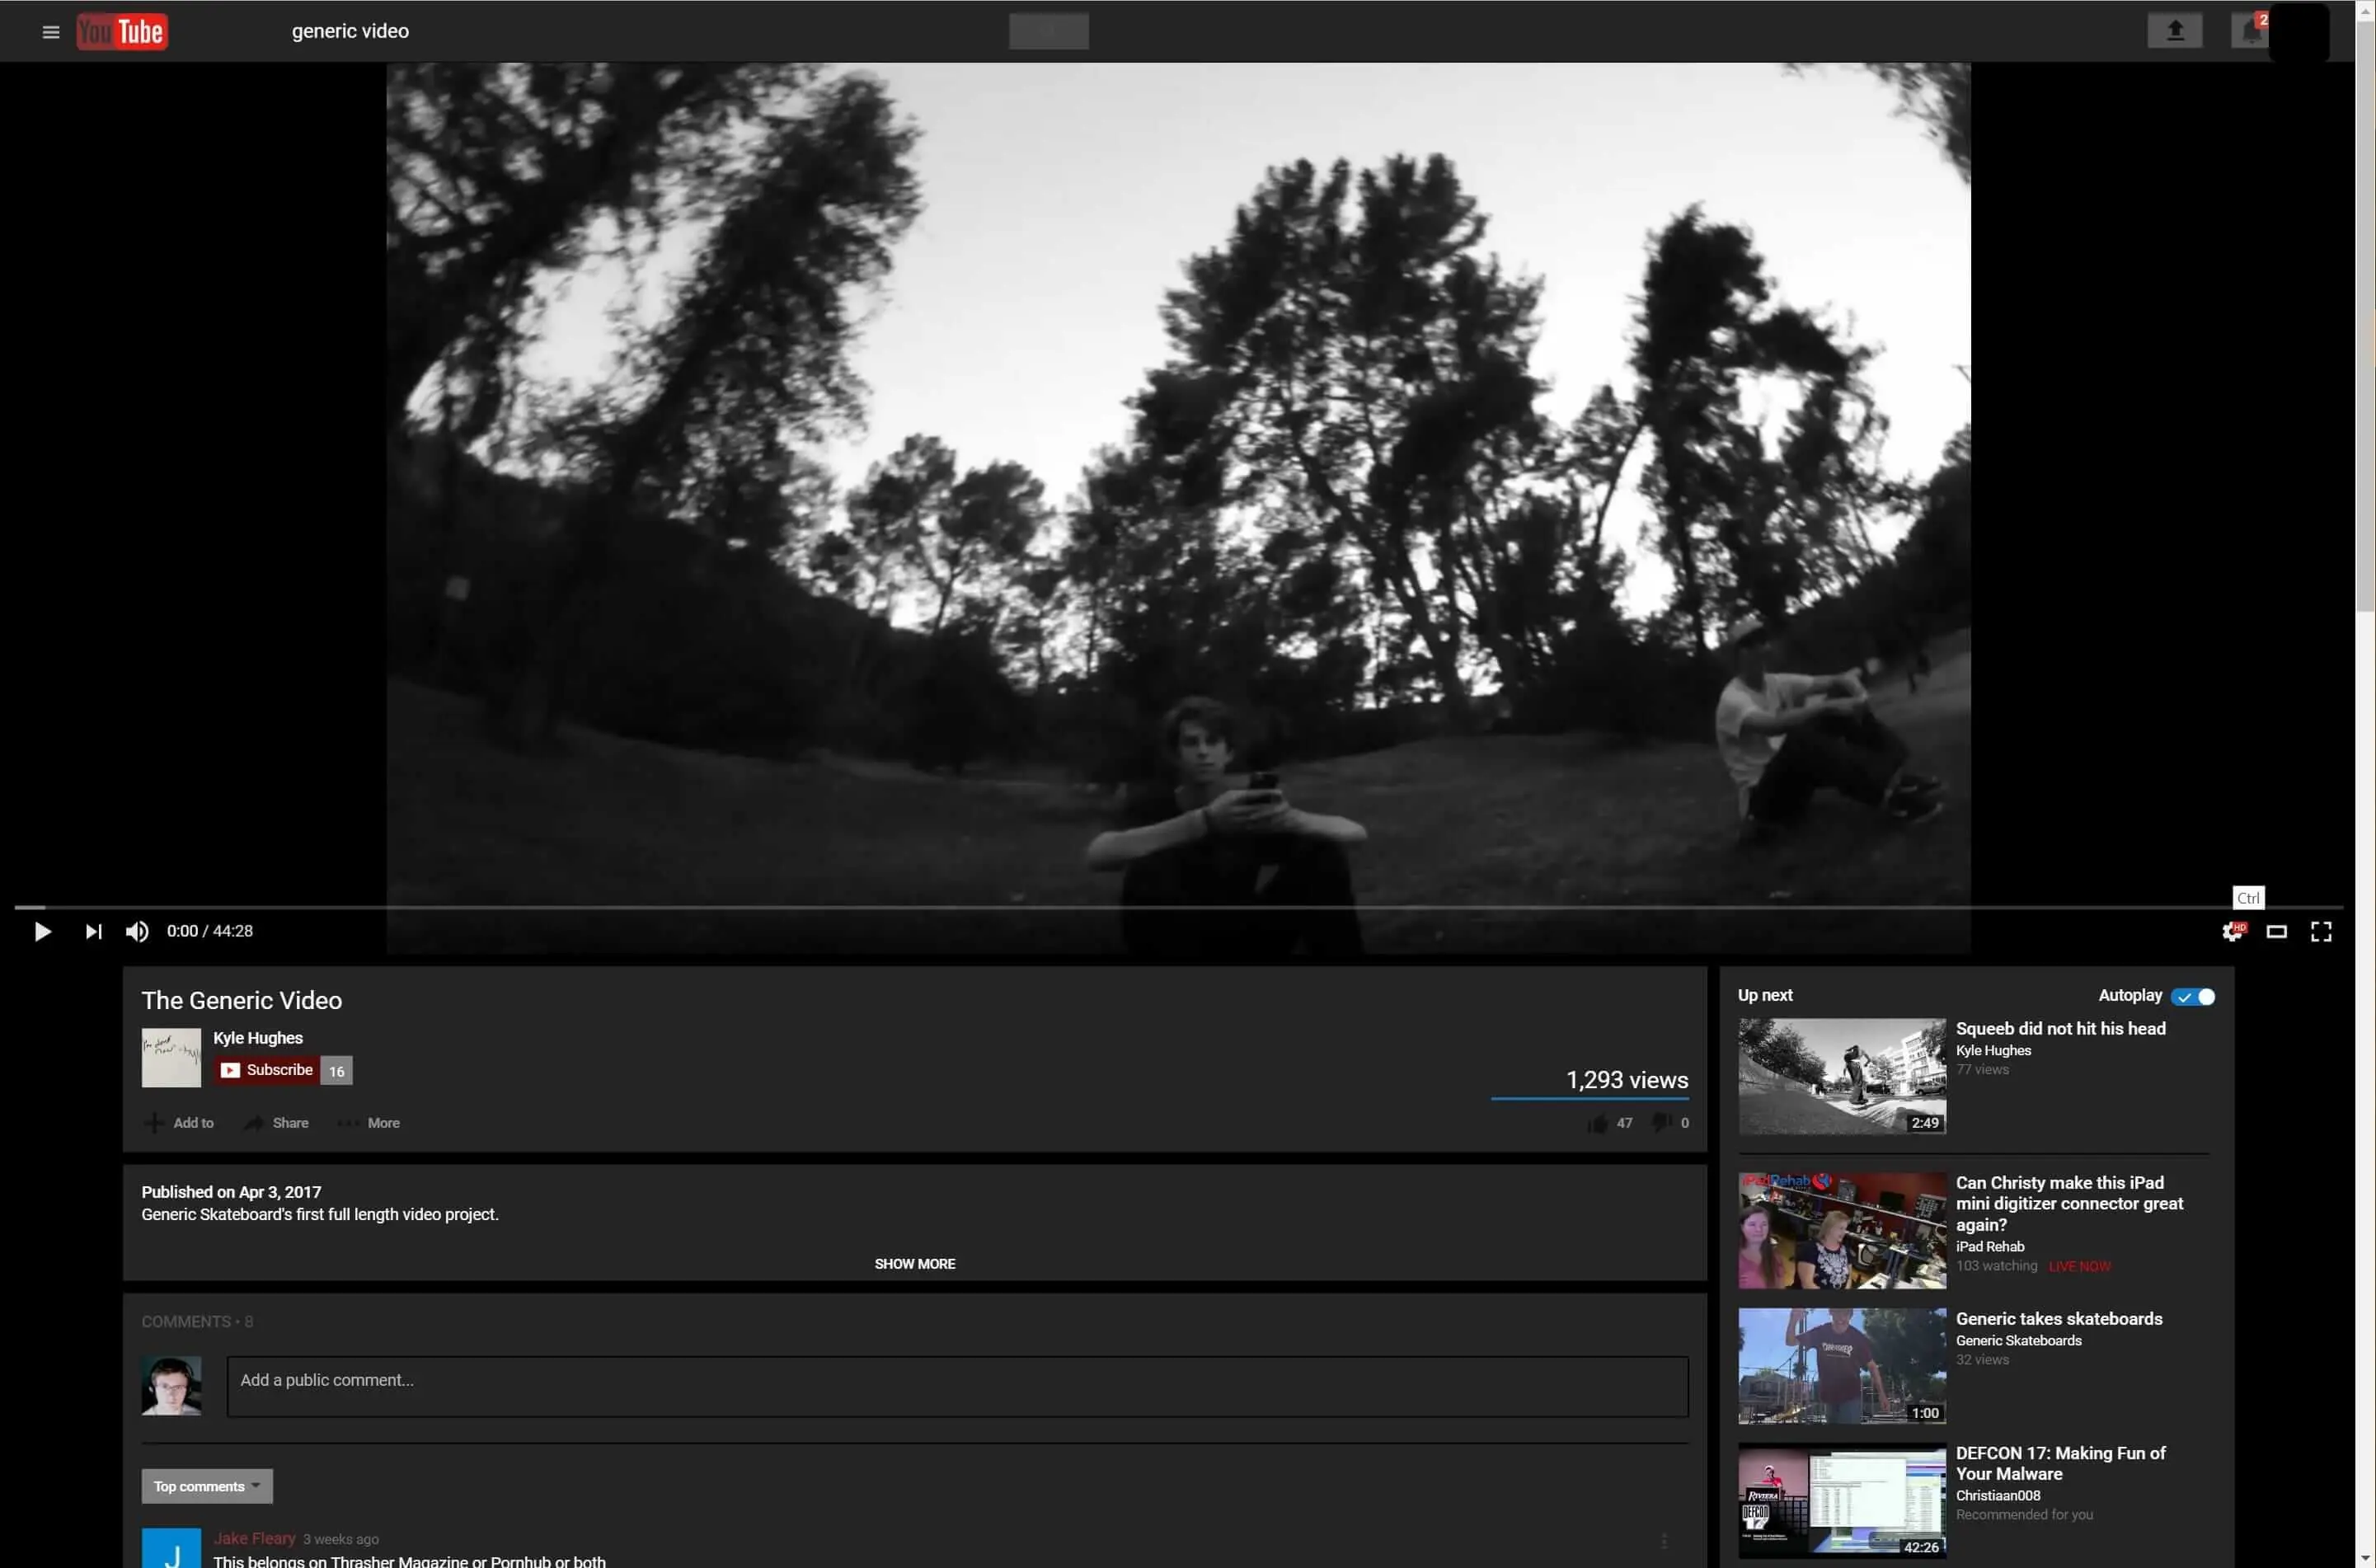 YouTube
generic video
2
Ctrl
HD
0:00 / 44:28
The Generic Video
Kyle Hughes
Subscribe 16
1,293 views
Add to Share More
47 0
Published on Apr 3, 2017
Generic Skateboard's first full length video project.
SHOW MORE
COMMENTS • 8
Add a public comment...
Top comments
J
Jake Fleary 3 weeks ago
This belongs on Thrasher Magazine or Pornhub or both
Up next Autoplay
Squeeb did not hit his head
Kyle Hughes
77 views
2:49
iPadRehab
Can Christy make this iPad
mini digitizer connector great
again?
iPad Rehab
103 watching LIVE NOW
Generic takes skateboards
Generic Skateboards
32 views
1:00
DEFCON 17: Making Fun of
Your Malware
Christiaan008
Recommended for you
RIVIERA
DEFCON
17
42:26